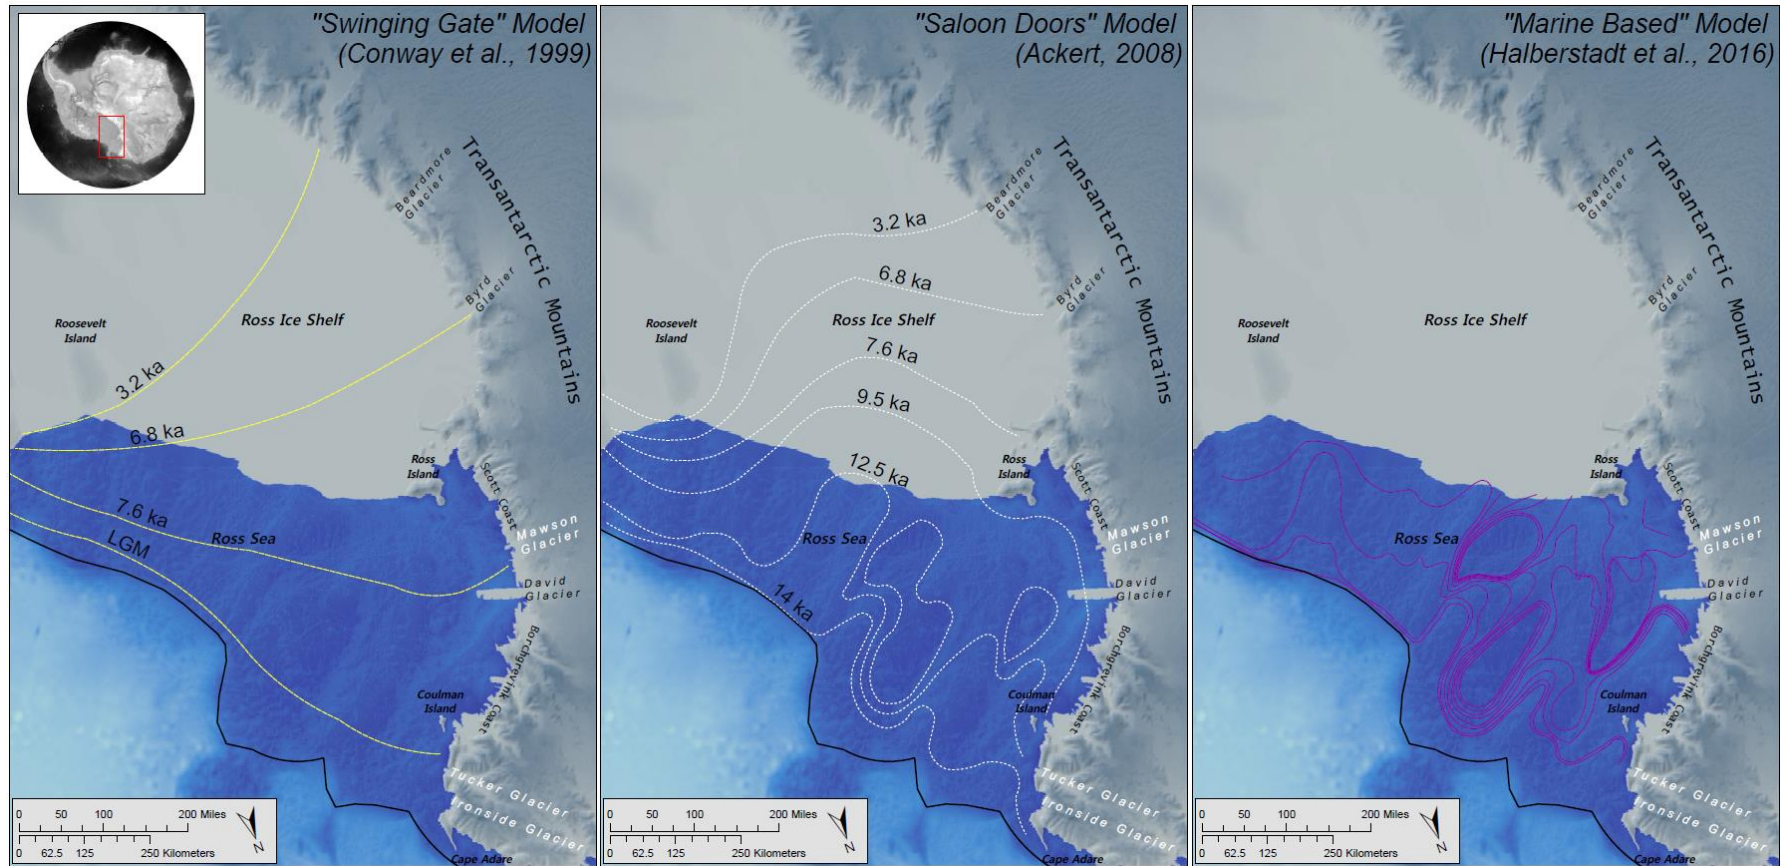 "Swinging Gate" Model
(Conway et al., 1999)
Transantarctic Mountains
Beardmore
Glacier
Byrd
Glacier
Roosevelt
Island
Ross Ice Shelf
3.2 ka
6.8 ka
Ross
Island
Scott Coast
7.6 ka
Ross Sea
Mawson
Glacier
LGM
David
Glacier
Borchgrevink Coast
Coulman
Island
Tucker Glacier
Ironside Glacier
Cape Adare
0 50 100 200 Miles
0 62.5 125 250 Kilometers
N
"Saloon Doors" Model
(Ackert, 2008)
Transantarctic Mountains
Beardmore
Glacier
3.2 ka
Byrd
Glacier
6.8 ka
Roosevelt
Island
Ross Ice Shelf
7.6 ka
9.5 ka
12.5 ka
Ross
Island
Scott Coast
Ross Sea
Mawson
Glacier
14 ka
David
Glacier
Borchgrevink Coast
Coulman
Island
Tucker Glacier
Ironside Glacier
Cape Adare
0 50 100 200 Miles
0 62.5 125 250 Kilometers
N
"Marine Based" Model
(Halberstadt et al., 2016)
Transantarctic Mountains
Beardmore
Glacier
Byrd
Glacier
Roosevelt
Island
Ross Ice Shelf
Ross
Island
Scott Coast
Ross Sea
Mawson
Glacier
David
Glacier
Borchgrevink Coast
Coulman
Island
Tucker Glacier
Ironside Glacier
Cape Adare
0 50 100 200 Miles
0 62.5 125 250 Kilometers
N